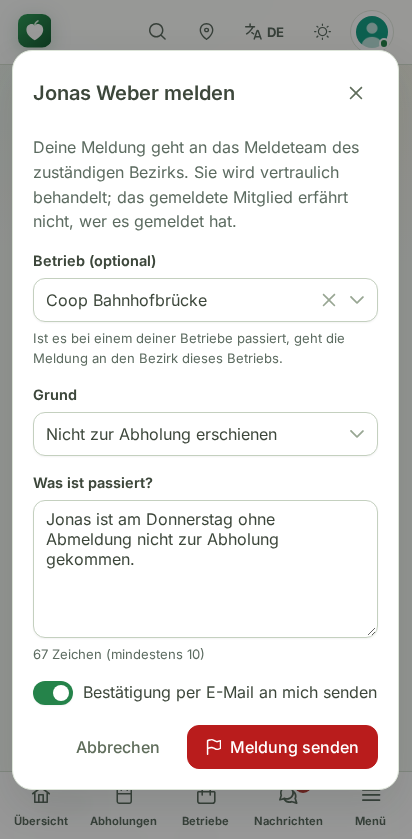 DE
Jonas Weber melden
Deine Meldung geht an das Meldeteam des
zuständigen Bezirks. Sie wird vertraulich
behandelt; das gemeldete Mitglied erfährt
nicht, wer es gemeldet hat.
Betrieb (optional)
Coop Bahnhofbrücke
Ist es bei einem deiner Betriebe passiert, geht die
Meldung an den Bezirk dieses Betriebs.
Grund
Nicht zur Abholung erschienen
Was ist passiert?
Jonas ist am Donnerstag ohne
Abmeldung nicht zur Abholung
gekommen.
67 Zeichen (mindestens 10)
Bestätigung per E-Mail an mich senden
Abbrechen
Meldung senden
Übersicht
Abholungen
Betriebe
Nachrichten
Menü